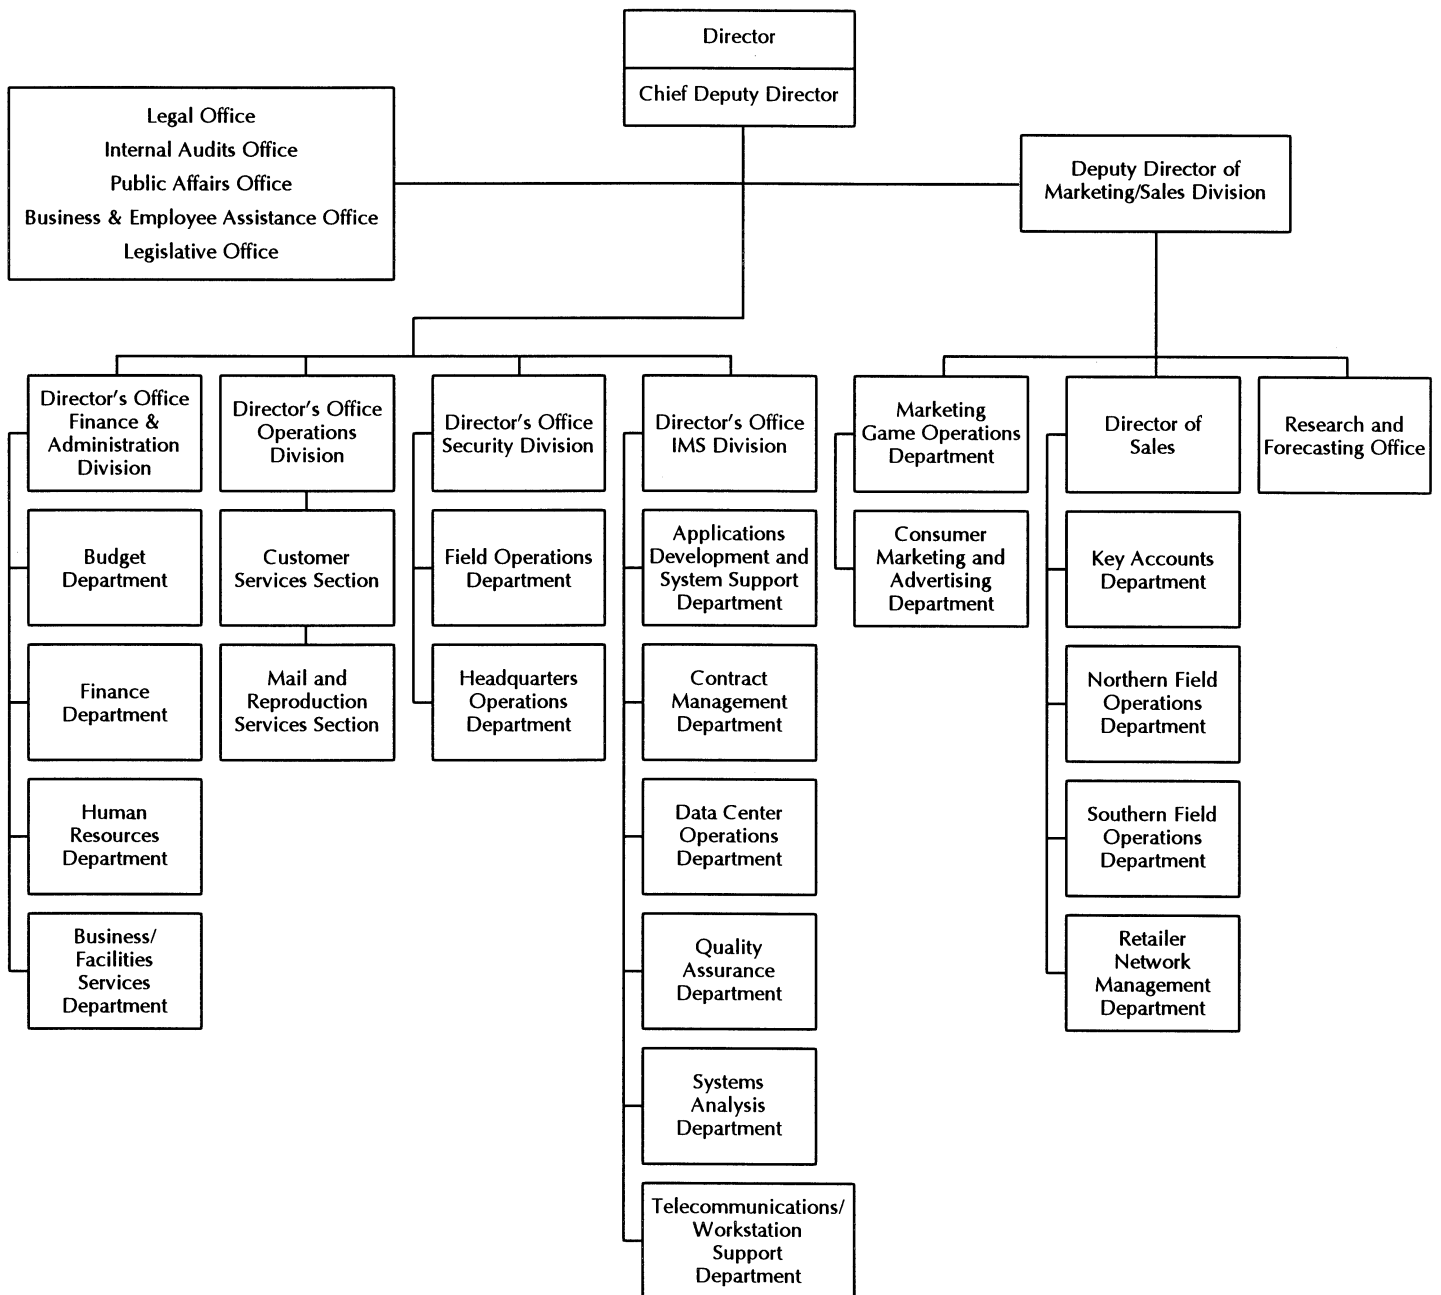 Director
Chief Deputy Director
Legal Office
Internal Audits Office
Public Affairs Office
Business & Employee Assistance Office
Legislative Office
Deputy Director of
Marketing/Sales Division
Director's Office
Finance &
Administration
Division
Budget
Department
Finance
Department
Human
Resources
Department
Business/
Facilities
Services
Department
Director's Office
Operations
Division
Customer
Services Section
Mail and
Reproduction
Services Section
Director's Office
Security Division
Field Operations
Department
Headquarters
Operations
Department
Director's Office
IMS Division
Applications
Development and
System Support
Department
Contract
Management
Department
Data Center
Operations
Department
Quality
Assurance
Department
Systems
Analysis
Department
Telecommunications/
Workstation
Support
Department
Marketing
Game Operations
Department
Consumer
Marketing and
Advertising
Department
Director of
Sales
Key Accounts
Department
Northern Field
Operations
Department
Southern Field
Operations
Department
Retailer
Network
Management
Department
Research and
Forecasting Office